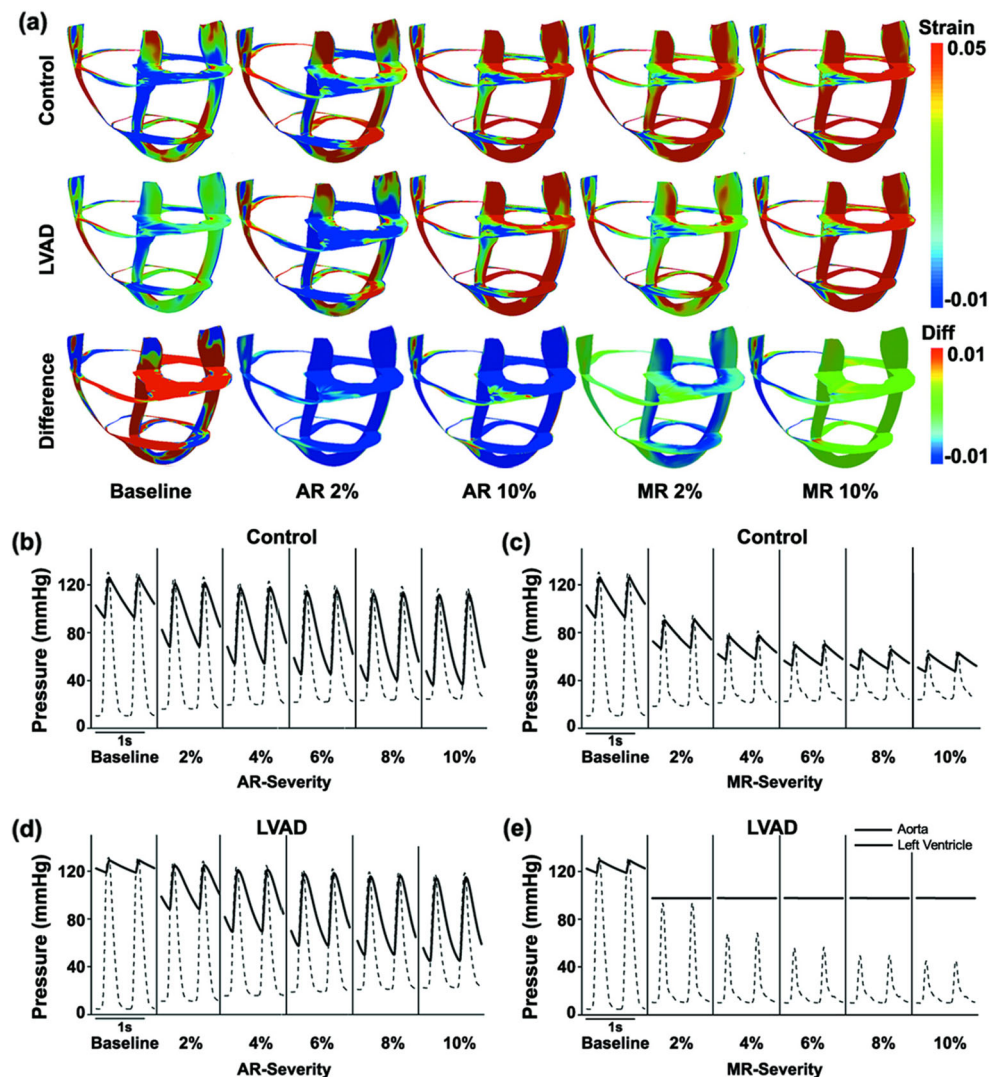 (a)
Strain
0.05
-0.01
Control
LVAD
Diff
0.01
-0.01
Difference
Baseline AR 2% AR 10% MR 2% MR 10%
(b) Control
Pressure (mmHg)
120
80
40
0
1s
Baseline 2% 4% 6% 8% 10%
AR-Severity
(c) Control
Pressure (mmHg)
120
80
40
0
1s
Baseline 2% 4% 6% 8% 10%
MR-Severity
(d) LVAD
Pressure (mmHg)
120
80
40
0
1s
Baseline 2% 4% 6% 8% 10%
AR-Severity
(e) LVAD
Aorta
Left Ventricle
Pressure (mmHg)
120
80
40
0
1s
Baseline 2% 4% 6% 8% 10%
MR-Severity